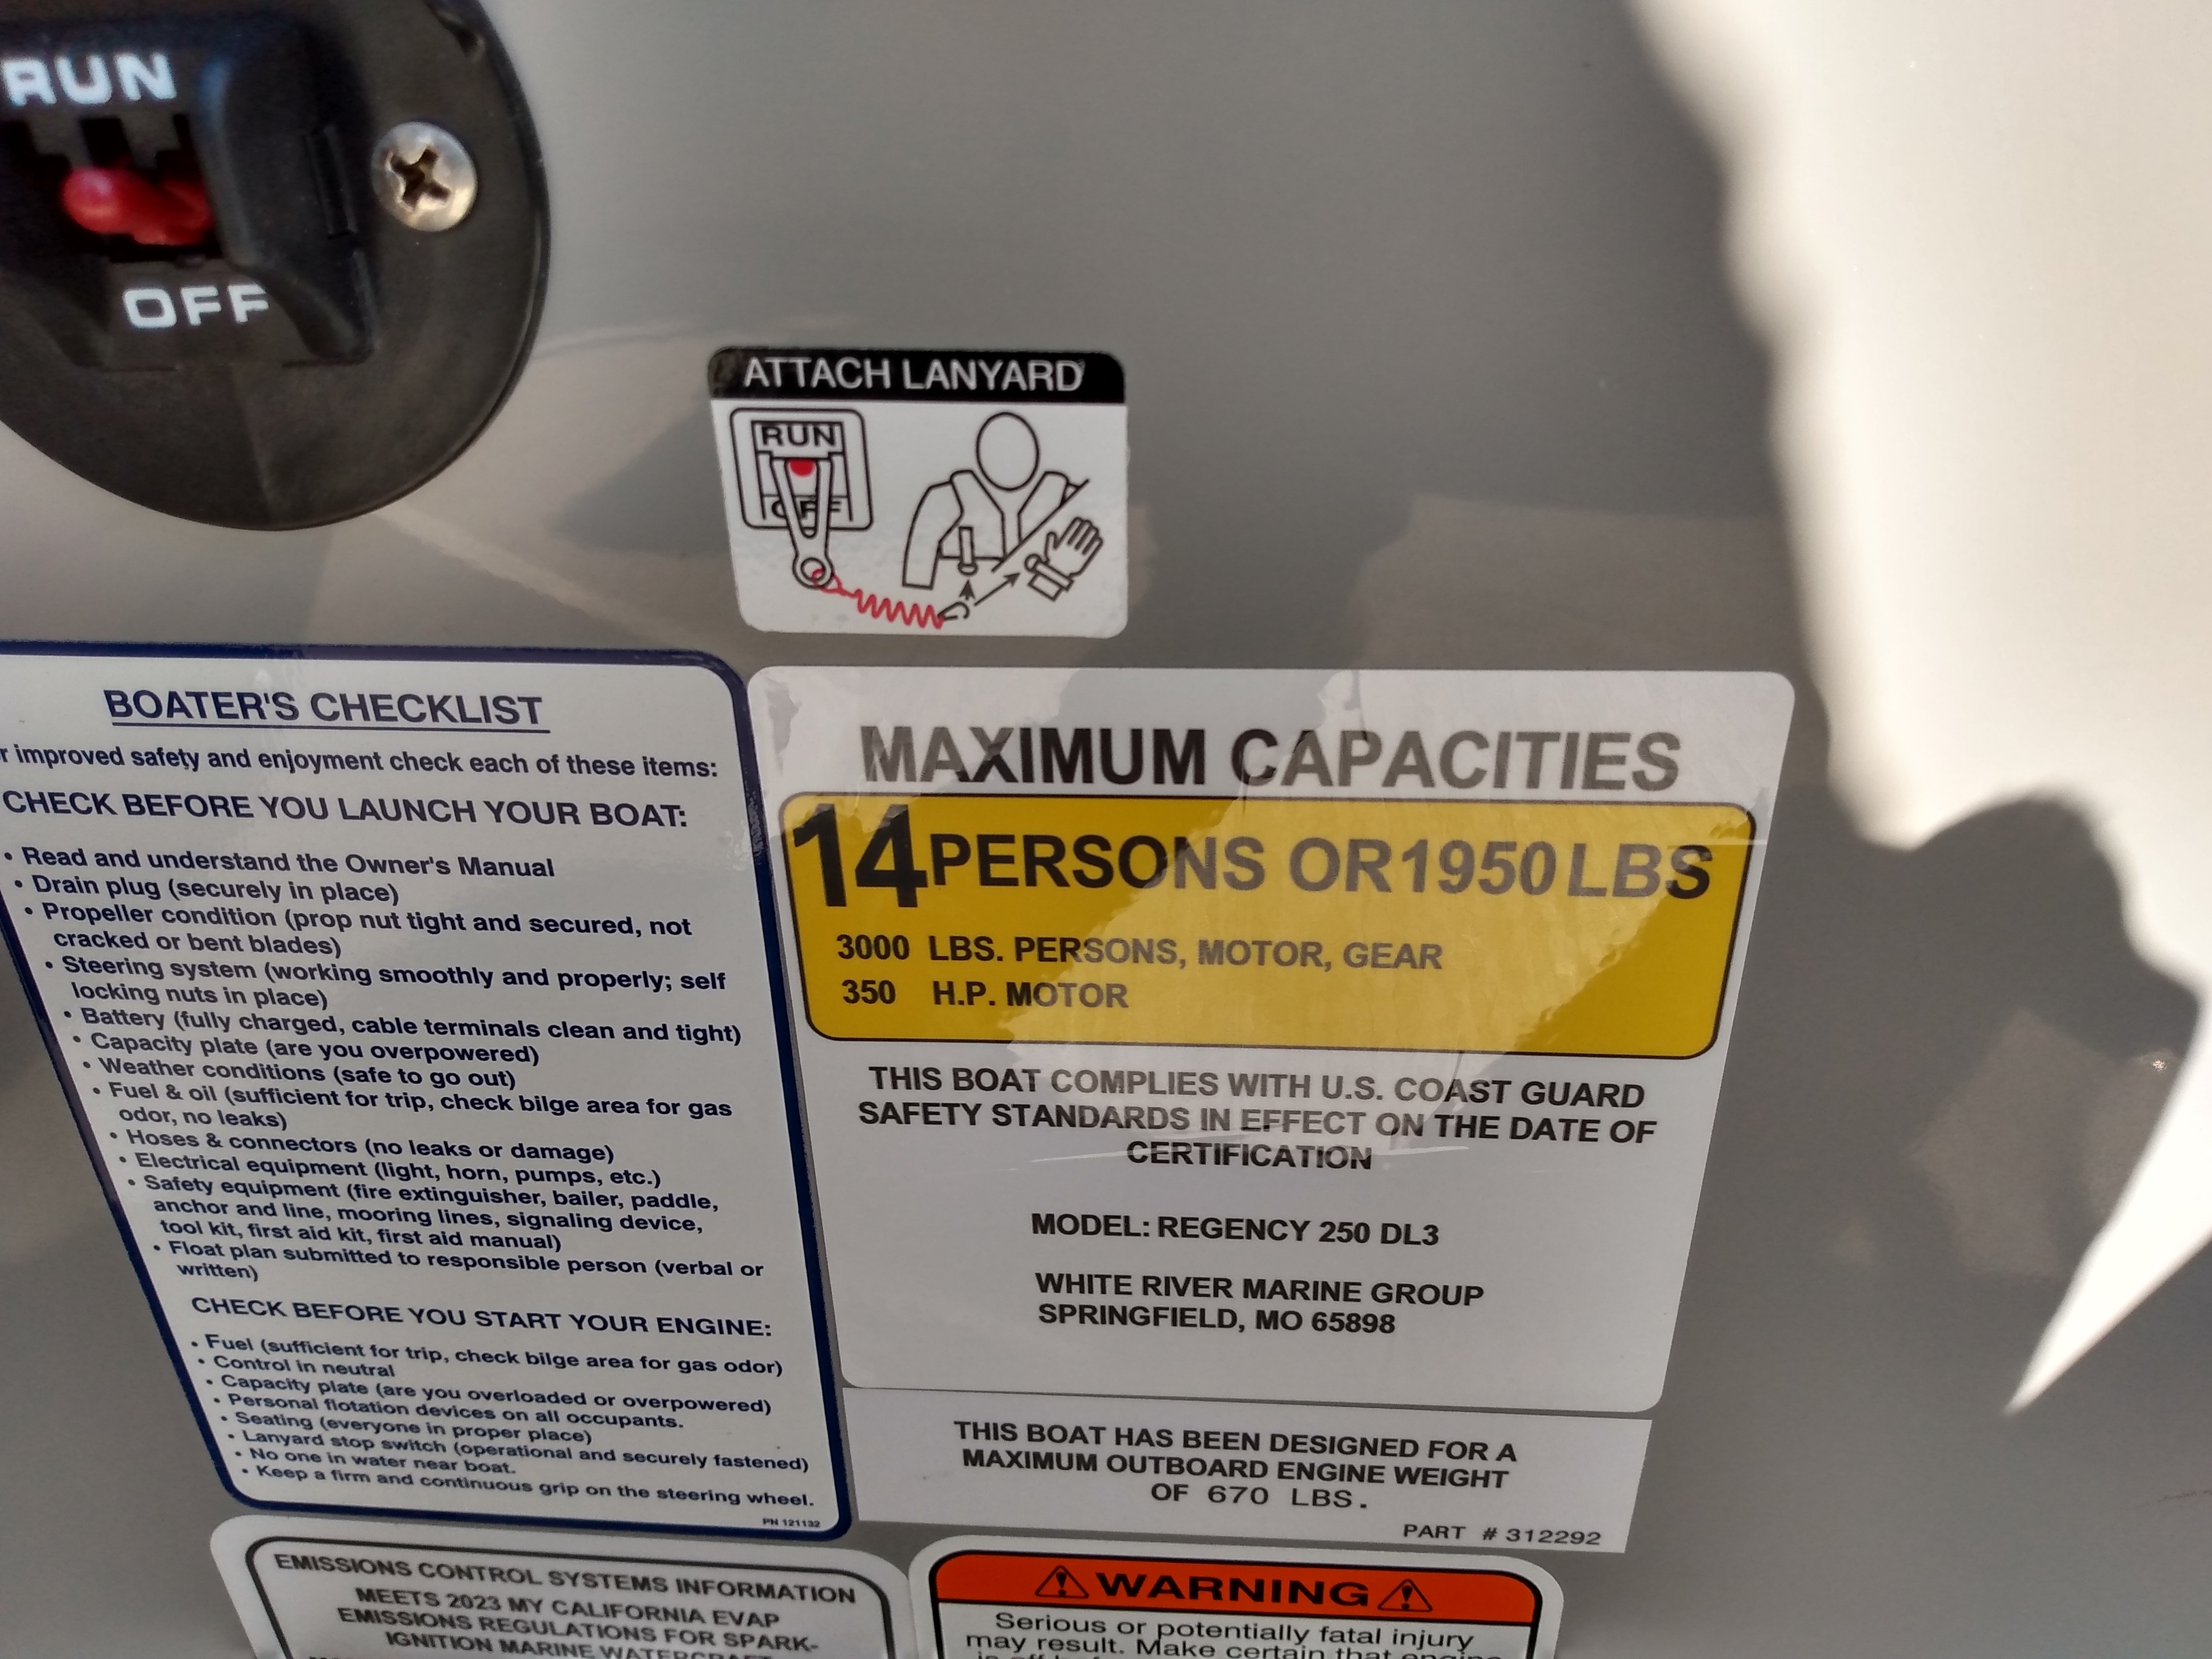 RUN
OFF
ATTACH LANYARD
RUN
OFF
BOATER'S CHECKLIST
improved safety and enjoyment check each of these items:
CHECK BEFORE YOU LAUNCH YOUR BOAT:
• Read and understand the Owner's Manual
• Drain plug (securely in place)
• Propeller condition (prop nut tight and secured, not
cracked or bent blades)
• Steering system (working smoothly and properly; self
locking nuts in place)
• Battery (fully charged, cable terminals clean and tight)
• Capacity plate (are you overpowered)
• Weather conditions (safe to go out)
• Fuel & oil (sufficient for trip, check bilge area for gas
odor, no leaks)
• Hoses & connectors (no leaks or damage)
• Electrical equipment (light, horn, pumps, etc.)
• Safety equipment (fire extinguisher, bailer, paddle,
anchor and line, mooring lines, signaling device,
tool kit, first aid kit, first aid manual)
• Float plan submitted to responsible person (verbal or
written)
CHECK BEFORE YOU START YOUR ENGINE:
• Fuel (sufficient for trip, check bilge area for gas odor)
• Control in neutral
• Capacity plate (are you overloaded or overpowered)
• Personal flotation devices on all occupants.
• Seating (everyone in proper place)
• Lanyard stop switch (operational and securely fastened)
• No one in water near boat.
• Keep a firm and continuous grip on the steering wheel.
PN 121132
MAXIMUM CAPACITIES
14 PERSONS OR 1950 LBS
3000 LBS. PERSONS, MOTOR, GEAR
350 H.P. MOTOR
THIS BOAT COMPLIES WITH U.S. COAST GUARD
SAFETY STANDARDS IN EFFECT ON THE DATE OF
CERTIFICATION
MODEL: REGENCY 250 DL3
WHITE RIVER MARINE GROUP
SPRINGFIELD, MO 65898
THIS BOAT HAS BEEN DESIGNED FOR A
MAXIMUM OUTBOARD ENGINE WEIGHT
OF 670 LBS.
PART # 312292
EMISSIONS CONTROL SYSTEMS INFORMATION
MEETS 2023 MY CALIFORNIA EVAP
EMISSIONS REGULATIONS FOR SPARK-
IGNITION MARINE WATERCRAFT
WARNING
Serious or potentially fatal injury
may result. Make certain that engine